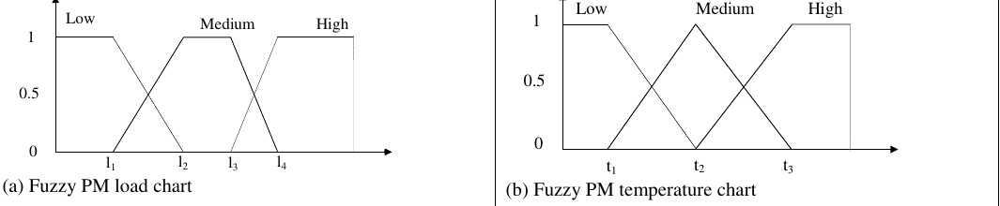 Low
Medium
High
1
0.5
0
l₁
l₂
l₃
l₄
(a) Fuzzy PM load chart
Low
Medium
High
1
0.5
0
t₁
t₂
t₃
(b) Fuzzy PM temperature chart